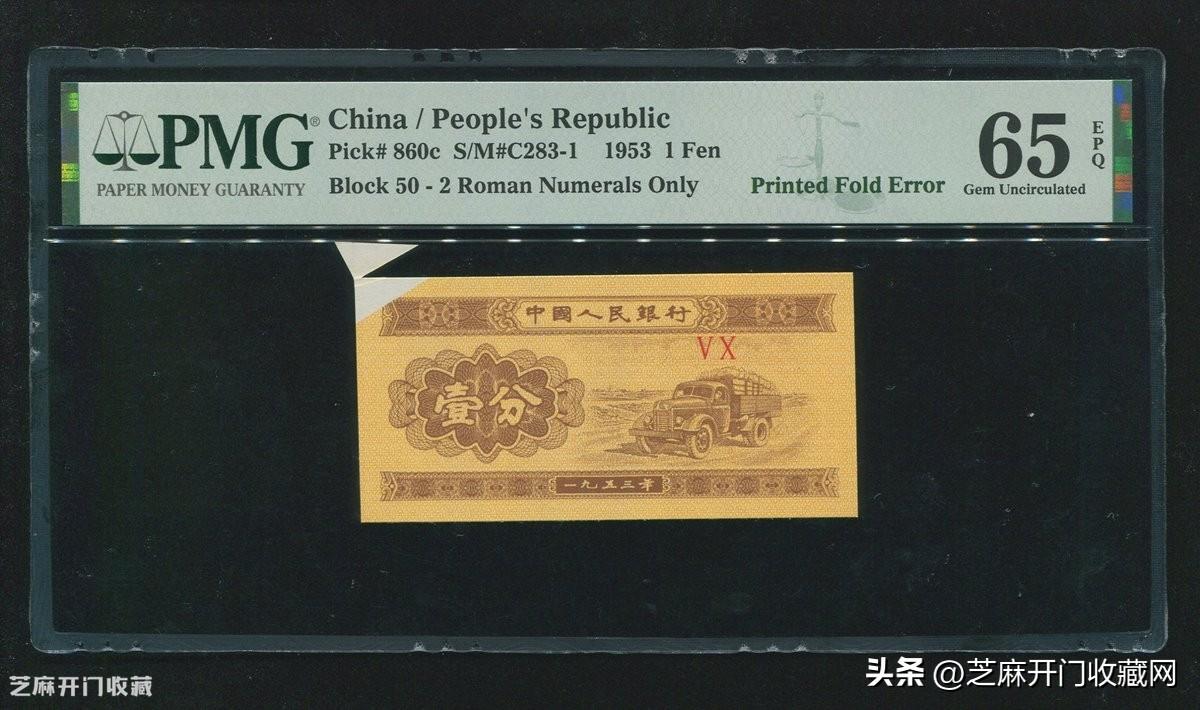 PMG®
PAPER MONEY GUARANTY
China / People's Republic
Pick# 860c S/M#C283-1 1953 1 Fen
Block 50 - 2 Roman Numerals Only
Printed Fold Error
65
EPQ
Gem Uncirculated
中國人民銀行
VX
壹分
一九五三年
芝麻开门收藏
头条 @芝麻开门收藏网